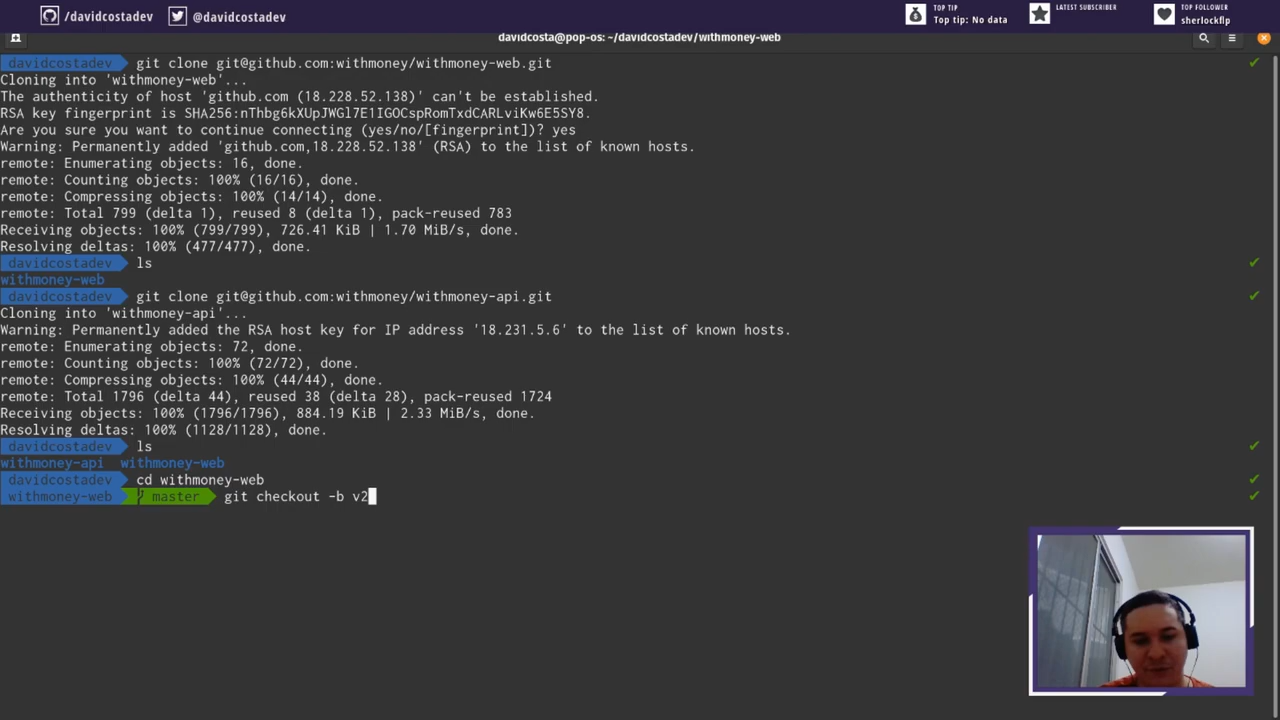 /davidcostadev
@davidcostadev
TOP TIP
Top tip: No data
LATEST SUBSCRIBER
TOP FOLLOWER
sherlockflp
davidcosta@pop-os: ~/davidcostadev/withmoney-web
davidcostadev git clone git@github.com:withmoney/withmoney-web.git
Cloning into 'withmoney-web'...
The authenticity of host 'github.com (18.228.52.138)' can't be established.
RSA key fingerprint is SHA256:nThbg6kXUpJWGl7E1IGOCspRomTxdCARLviKw6E5SY8.
Are you sure you want to continue connecting (yes/no/[fingerprint])? yes
Warning: Permanently added 'github.com,18.228.52.138' (RSA) to the list of known hosts.
remote: Enumerating objects: 16, done.
remote: Counting objects: 100% (16/16), done.
remote: Compressing objects: 100% (14/14), done.
remote: Total 799 (delta 1), reused 8 (delta 1), pack-reused 783
Receiving objects: 100% (799/799), 726.41 KiB | 1.70 MiB/s, done.
Resolving deltas: 100% (477/477), done.
davidcostadev ls
withmoney-web
davidcostadev git clone git@github.com:withmoney/withmoney-api.git
Cloning into 'withmoney-api'...
Warning: Permanently added the RSA host key for IP address '18.231.5.6' to the list of known hosts.
remote: Enumerating objects: 72, done.
remote: Counting objects: 100% (72/72), done.
remote: Compressing objects: 100% (44/44), done.
remote: Total 1796 (delta 44), reused 38 (delta 28), pack-reused 1724
Receiving objects: 100% (1796/1796), 884.19 KiB | 2.33 MiB/s, done.
Resolving deltas: 100% (1128/1128), done.
davidcostadev ls
withmoney-api withmoney-web
davidcostadev cd withmoney-web
withmoney-web master git checkout -b v2